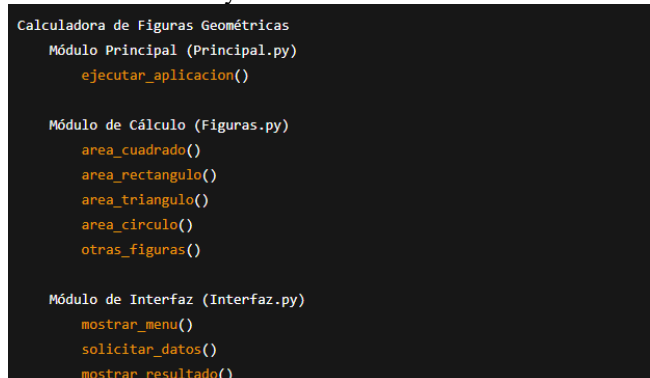 Calculadora de Figuras Geométricas
Módulo Principal (Principal.py)
ejecutar_aplicacion()
Módulo de Cálculo (Figuras.py)
area_cuadrado()
area_rectangulo()
area_triangulo()
area_circulo()
otras_figuras()
Módulo de Interfaz (Interfaz.py)
mostrar_menu()
solicitar_datos()
mostrar_resultado()